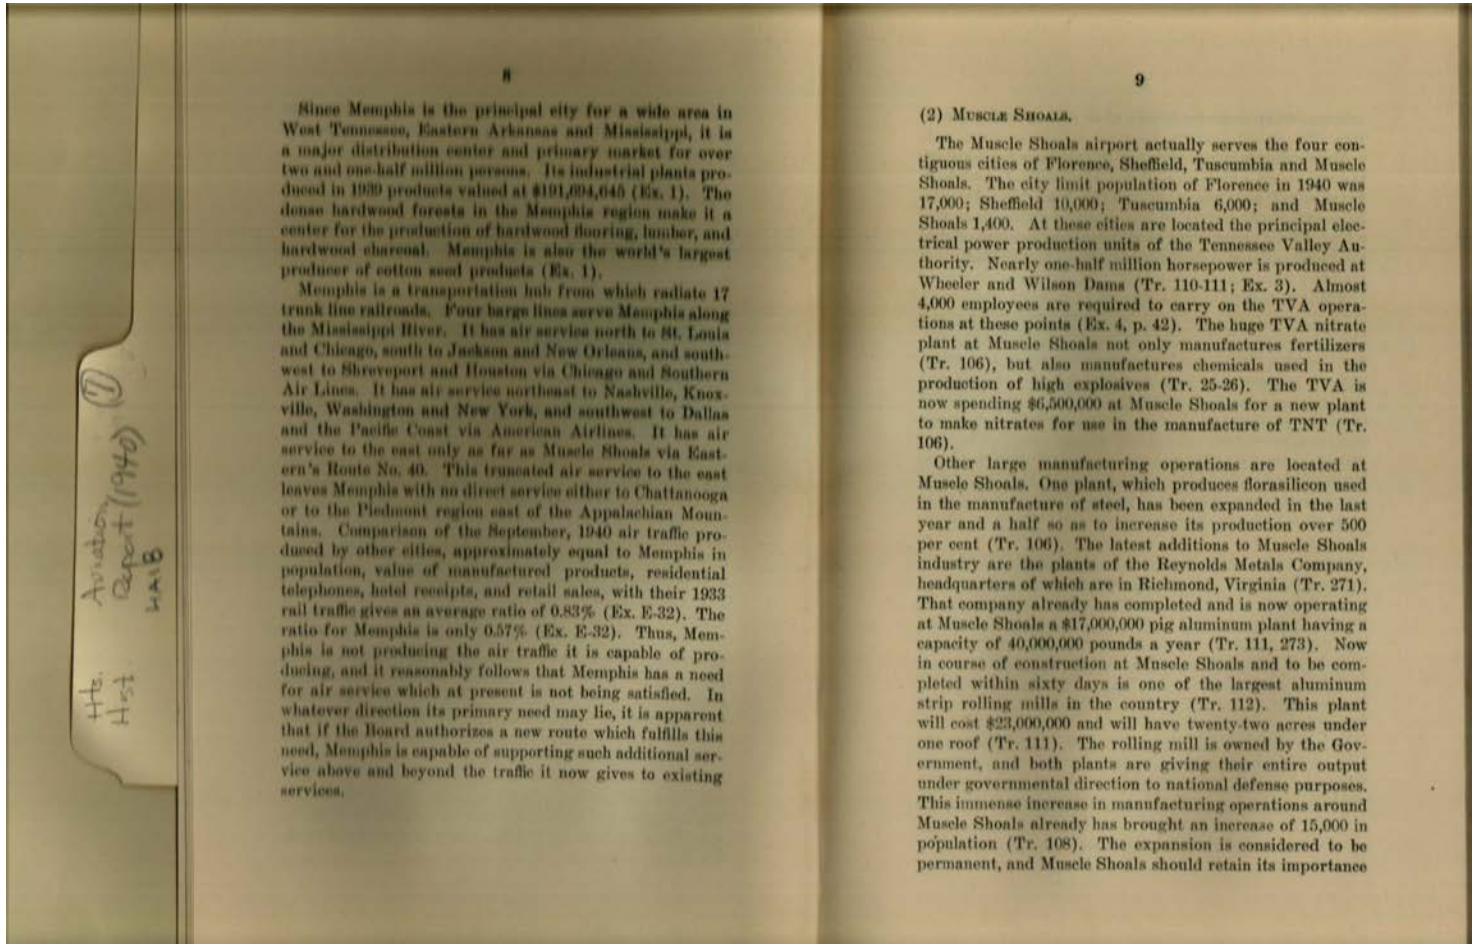 Hts. Aviation (7)
Hist. Report (1940)
HAIB
8
Since Memphis is the principal city for a wide area in
West Tennessee, Eastern Arkansas and Mississippi, it is
a major distribution center and primary market for over
two and one-half million persons. Its industrial plants pro-
duced in 1939 products valued at $191,694,645 (Ex. 1). The
dense hardwood forests in the Memphis region make it a
center for the production of hardwood flooring, lumber, and
hardwood charcoal. Memphis is also the world's largest
producer of cotton seed products (Ex. 1).
Memphis is a transportation hub from which radiate 17
trunk line railroads. Four barge lines serve Memphis along
the Mississippi River. It has air service north to St. Louis
and Chicago, south to Jackson and New Orleans, and south-
west to Shreveport and Houston via Chicago and Southern
Air Lines. It has air service northeast to Nashville, Knox-
ville, Washington and New York, and southwest to Dallas
and the Pacific Coast via American Airlines. It has air
service to the east only as far as Muscle Shoals via East-
ern's Route No. 40. This truncated air service to the east
leaves Memphis with no direct service either to Chattanooga
or to the Piedmont region east of the Appalachian Moun-
tains. Comparison of the September, 1940 air traffic pro-
duced by other cities, approximately equal to Memphis in
population, value of manufactured products, residential
telephones, hotel receipts, and retail sales, with their 1933
rail traffic gives an average ratio of 0.83% (Ex. E-32). The
ratio for Memphis is only 0.57% (Ex. E-32). Thus, Mem-
phis is not producing the air traffic it is capable of pro-
ducing, and it reasonably follows that Memphis has a need
for air service which at present is not being satisfied. In
whatever direction its primary need may lie, it is apparent
that if the Board authorizes a new route which fulfills this
need, Memphis is capable of supporting such additional ser-
vice above and beyond the traffic it now gives to existing
services.
9
(2) MUSCLE SHOALS.
The Muscle Shoals airport actually serves the four con-
tiguous cities of Florence, Sheffield, Tuscumbia and Muscle
Shoals. The city limit population of Florence in 1940 was
17,000; Sheffield 10,000; Tuscumbia 6,000; and Muscle
Shoals 1,400. At these cities are located the principal elec-
trical power production units of the Tennessee Valley Au-
thority. Nearly one-half million horsepower is produced at
Wheeler and Wilson Dams (Tr. 110-111; Ex. 3). Almost
4,000 employees are required to carry on the TVA opera-
tions at these points (Ex. 4, p. 42). The huge TVA nitrate
plant at Muscle Shoals not only manufactures fertilizers
(Tr. 106), but also manufactures chemicals used in the
production of high explosives (Tr. 25-26). The TVA is
now spending $6,500,000 at Muscle Shoals for a new plant
to make nitrates for use in the manufacture of TNT (Tr.
106).
Other large manufacturing operations are located at
Muscle Shoals. One plant, which produces florasilicon used
in the manufacture of steel, has been expanded in the last
year and a half so as to increase its production over 500
per cent (Tr. 106). The latest additions to Muscle Shoals
industry are the plants of the Reynolds Metals Company,
headquarters of which are in Richmond, Virginia (Tr. 271).
That company already has completed and is now operating
at Muscle Shoals a $17,000,000 pig aluminum plant having a
capacity of 40,000,000 pounds a year (Tr. 111, 273). Now
in course of construction at Muscle Shoals and to be com-
pleted within sixty days is one of the largest aluminum
strip rolling mills in the country (Tr. 112). This plant
will cost $23,000,000 and will have twenty-two acres under
one roof (Tr. 111). The rolling mill is owned by the Gov-
ernment, and both plants are giving their entire output
under governmental direction to national defense purposes.
This immense increase in manufacturing operations around
Muscle Shoals already has brought an increase of 15,000 in
population (Tr. 108). The expansion is considered to be
permanent, and Muscle Shoals should retain its importance